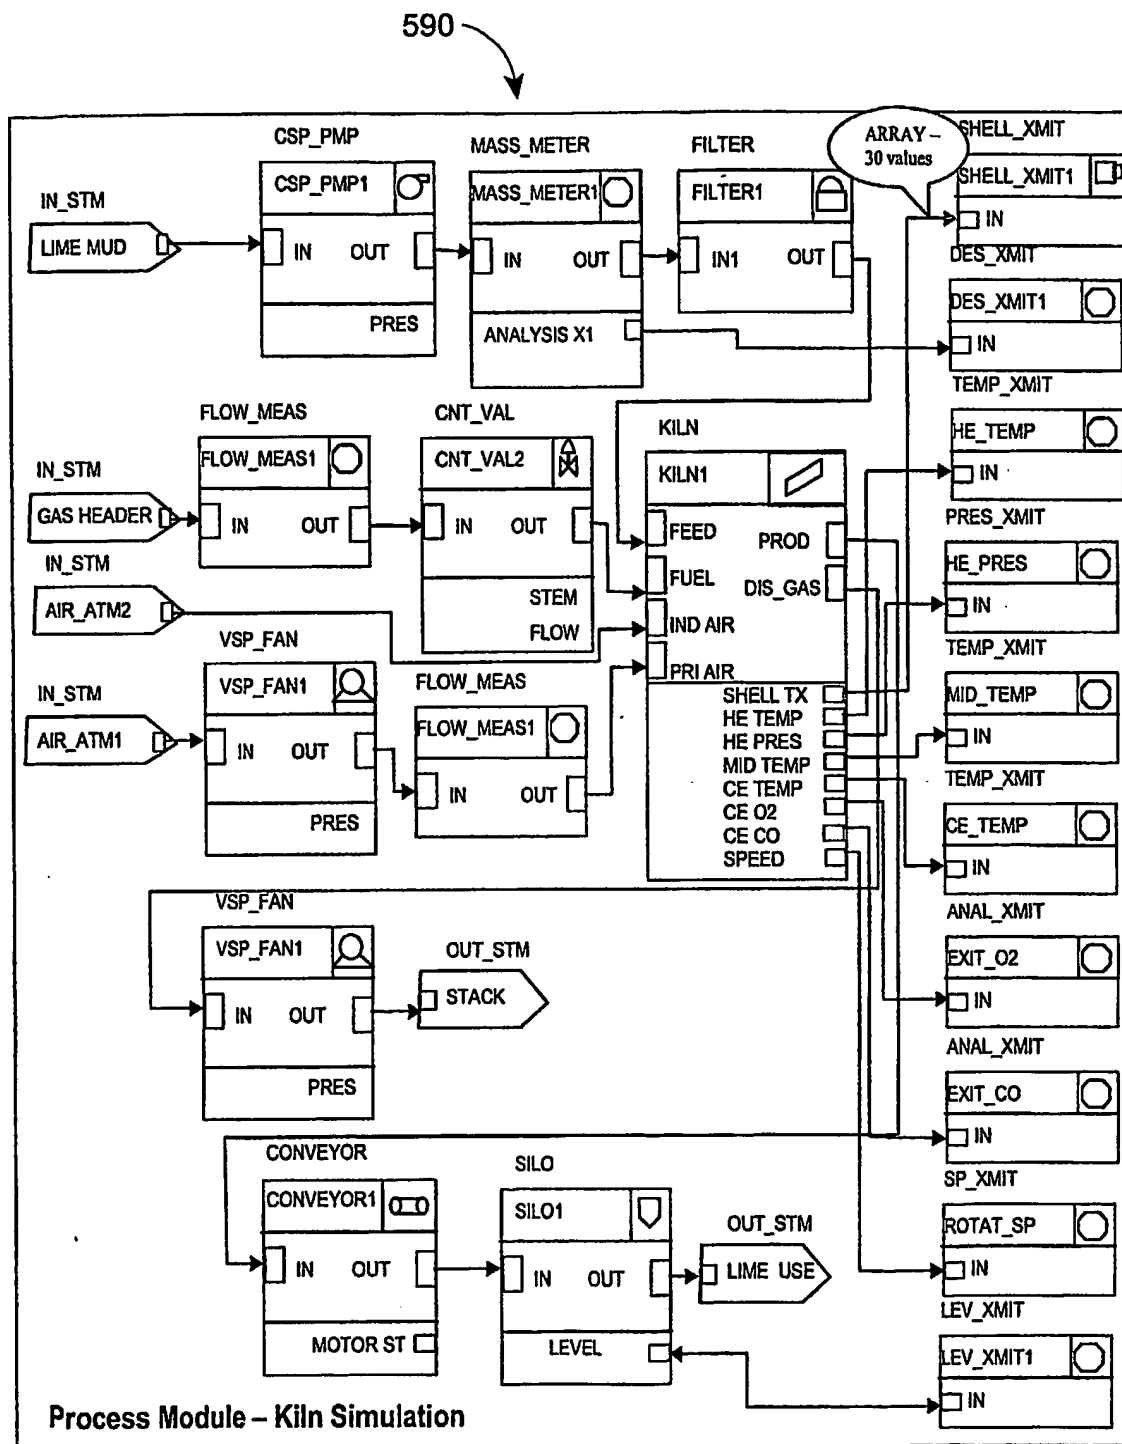 590
CSP_PMP
MASS_METER
FILTER
ARRAY –
30 values
SHELL_XMIT
CSP_PMP1
MASS_METER1
FILTER1
SHELL_XMIT1
IN_STM
LIME MUD
IN OUT
IN OUT
IN1 OUT
IN
DES_XMIT
PRES
ANALYSIS X1
DES_XMIT1
IN
TEMP_XMIT
FLOW_MEAS
CNT_VAL
KILN
HE_TEMP
FLOW_MEAS1
CNT_VAL2
KILN1
IN
IN_STM
GAS HEADER
IN OUT
IN OUT
PRES_XMIT
FEED
PROD
IN_STM
HE_PRES
FUEL
DIS_GAS
AIR_ATM2
STEM
IN
IND AIR
FLOW
VSP_FAN
TEMP_XMIT
PRI AIR
VSP_FAN1
FLOW_MEAS
IN_STM
SHELL TX
MID_TEMP
HE TEMP
FLOW_MEAS1
AIR_ATM1
IN OUT
HE PRES
IN
MID TEMP
TEMP_XMIT
CE TEMP
IN OUT
CE O2
PRES
CE_TEMP
CE CO
SPEED
IN
VSP_FAN
ANAL_XMIT
VSP_FAN1
OUT_STM
EXIT_O2
STACK
IN
IN OUT
ANAL_XMIT
PRES
EXIT_CO
IN
CONVEYOR
SILO
SP_XMIT
CONVEYOR1
SILO1
OUT_STM
ROTAT_SP
IN OUT
IN OUT
LIME USE
IN
LEV_XMIT
MOTOR ST
LEVEL
LEV_XMIT1
IN
Process Module – Kiln Simulation